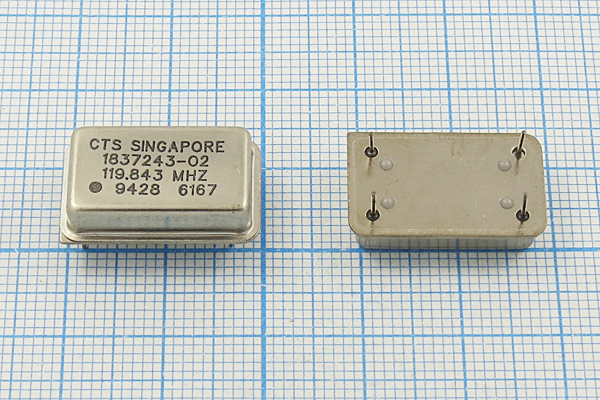 CTS SINGAPORE
1837243-02
119.843 MHZ
9428 6167